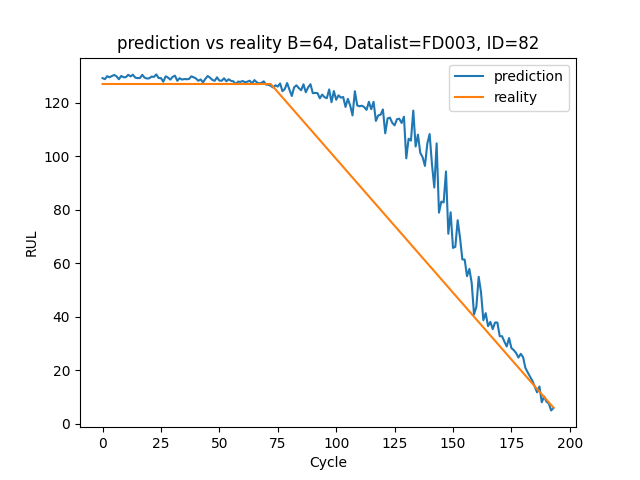 prediction vs reality B=64, Datalist=FD003, ID=82
prediction
reality
RUL
120
100
80
60
40
20
0
0 25 50 75 100 125 150 175 200
Cycle